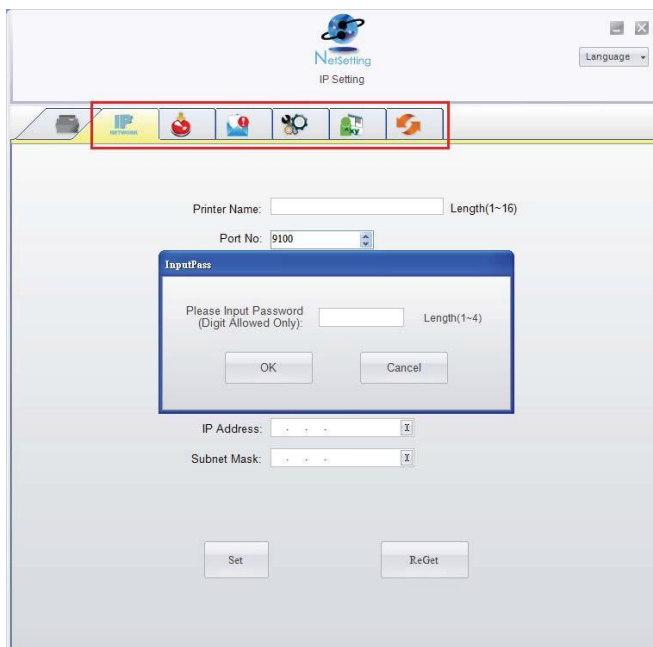 NetSetting
IP Setting
Language
IP
NETWORK
Printer Name:
Length(1~16)
Port No: 9100
InputPass
Please Input Password
(Digit Allowed Only):
Length(1~4)
OK
Cancel
IP Address: . . .
Subnet Mask: . . .
Set
ReGet